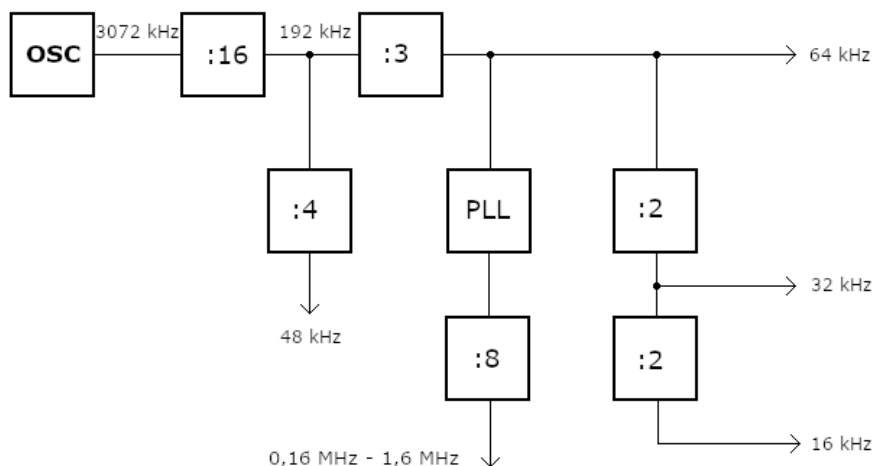 3072 kHz
192 kHz
OSC
:16
:3
64 kHz
:4
PLL
:2
32 kHz
48 kHz
:8
:2
16 kHz
0,16 MHz - 1,6 MHz